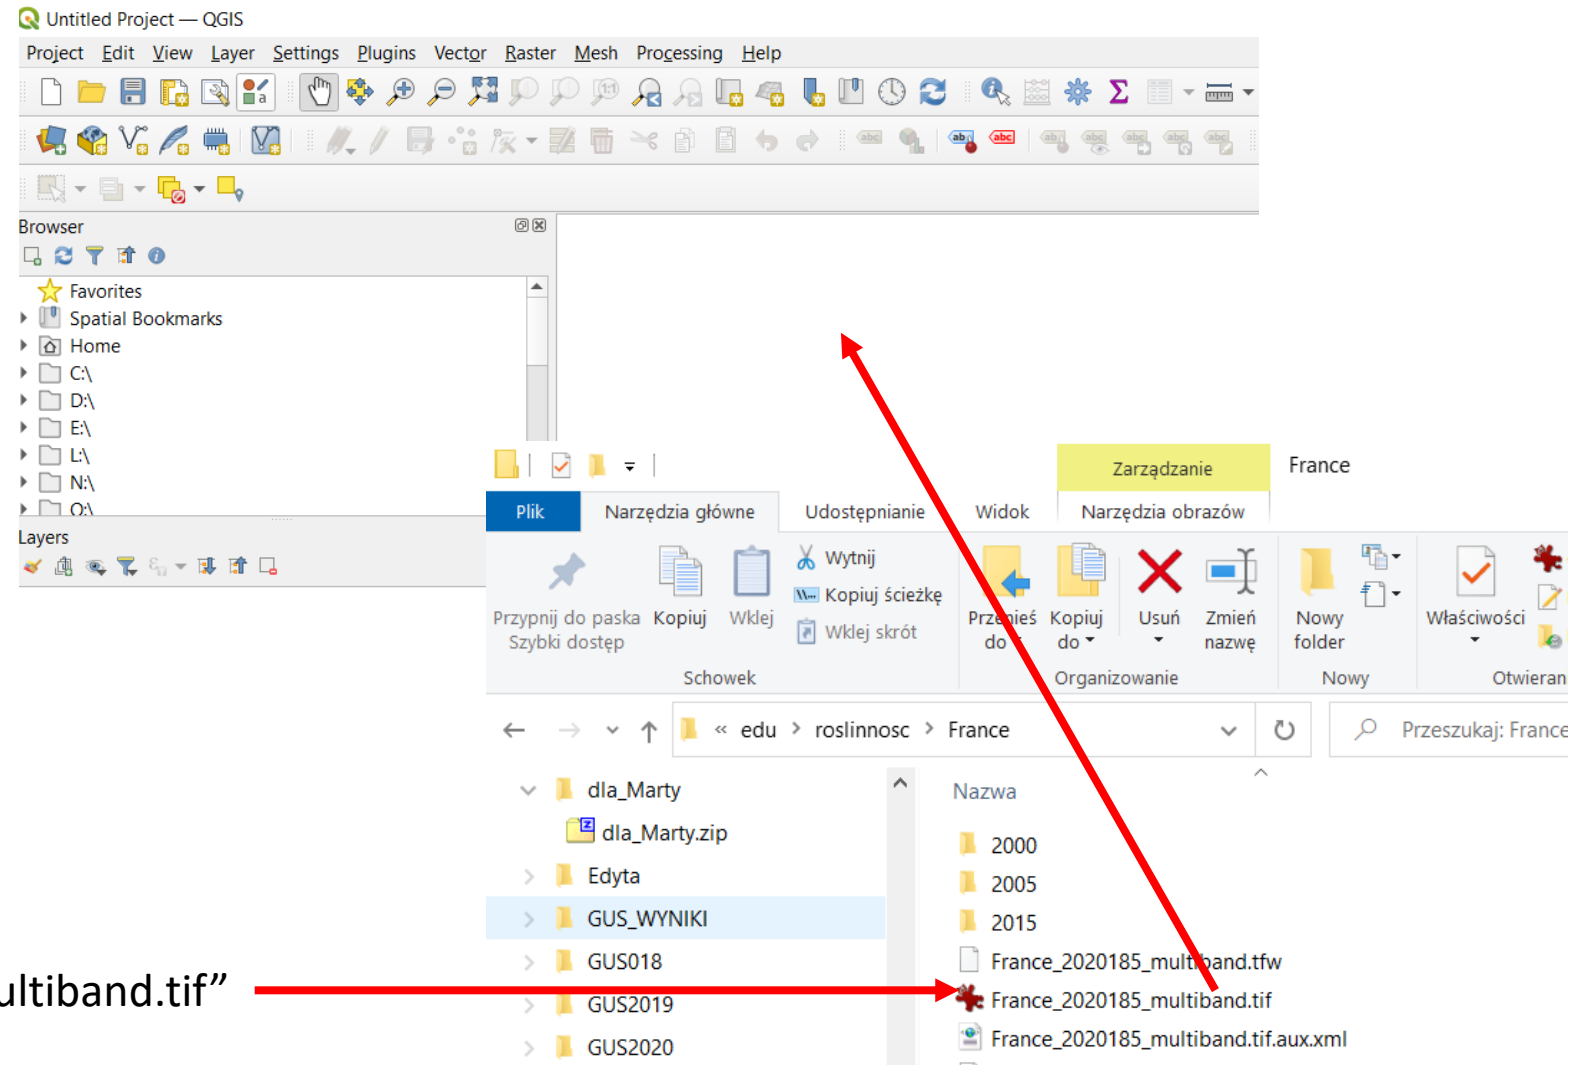 Untitled Project — QGIS
Project Edit View Layer Settings Plugins Vector Raster Mesh Processing Help
Browser
Favorites
Spatial Bookmarks
Home
C:\
D:\
E:\
L:\
N:\
O:\
Layers
Zarządzanie France
Plik Narzędzia główne Udostępnianie Widok Narzędzia obrazów
Przypnij do paska
Szybki dostęp
Kopiuj
Wklej
Wytnij
Kopiuj ścieżkę
Wklej skrót
Przenieś
do
Kopiuj
do
Usuń
Zmień
nazwę
Nowy
folder
Właściwości
Schowek Organizowanie Nowy Otwieran
« edu > roslinnosc > France
Przeszukaj: France
dla_Marty
dla_Marty.zip
Edyta
GUS_WYNIKI
GUS018
GUS2019
GUS2020
Nazwa
2000
2005
2015
France_2020185_multiband.tfw
France_2020185_multiband.tif
France_2020185_multiband.tif.aux.xml
ultiband.tif”